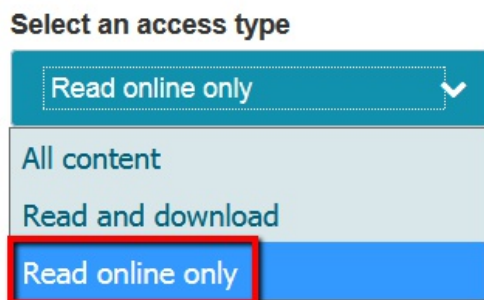 Select an access type
Read online only
All content
Read and download
Read online only